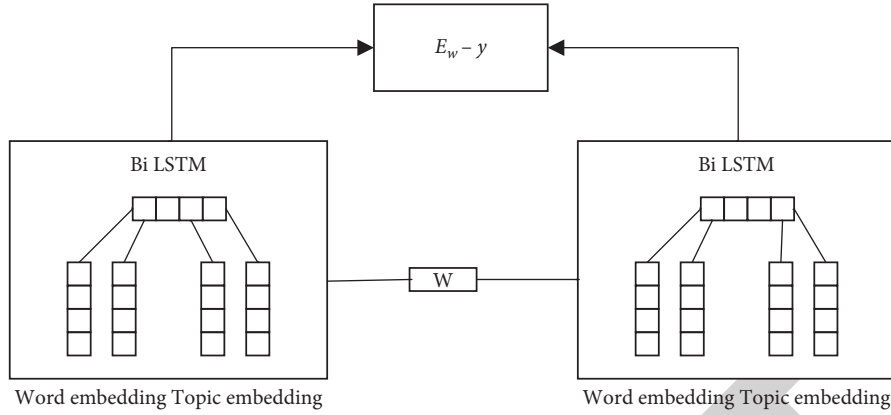 E_w – y
Bi LSTM
Bi LSTM
W
Word embedding Topic embedding
Word embedding Topic embedding